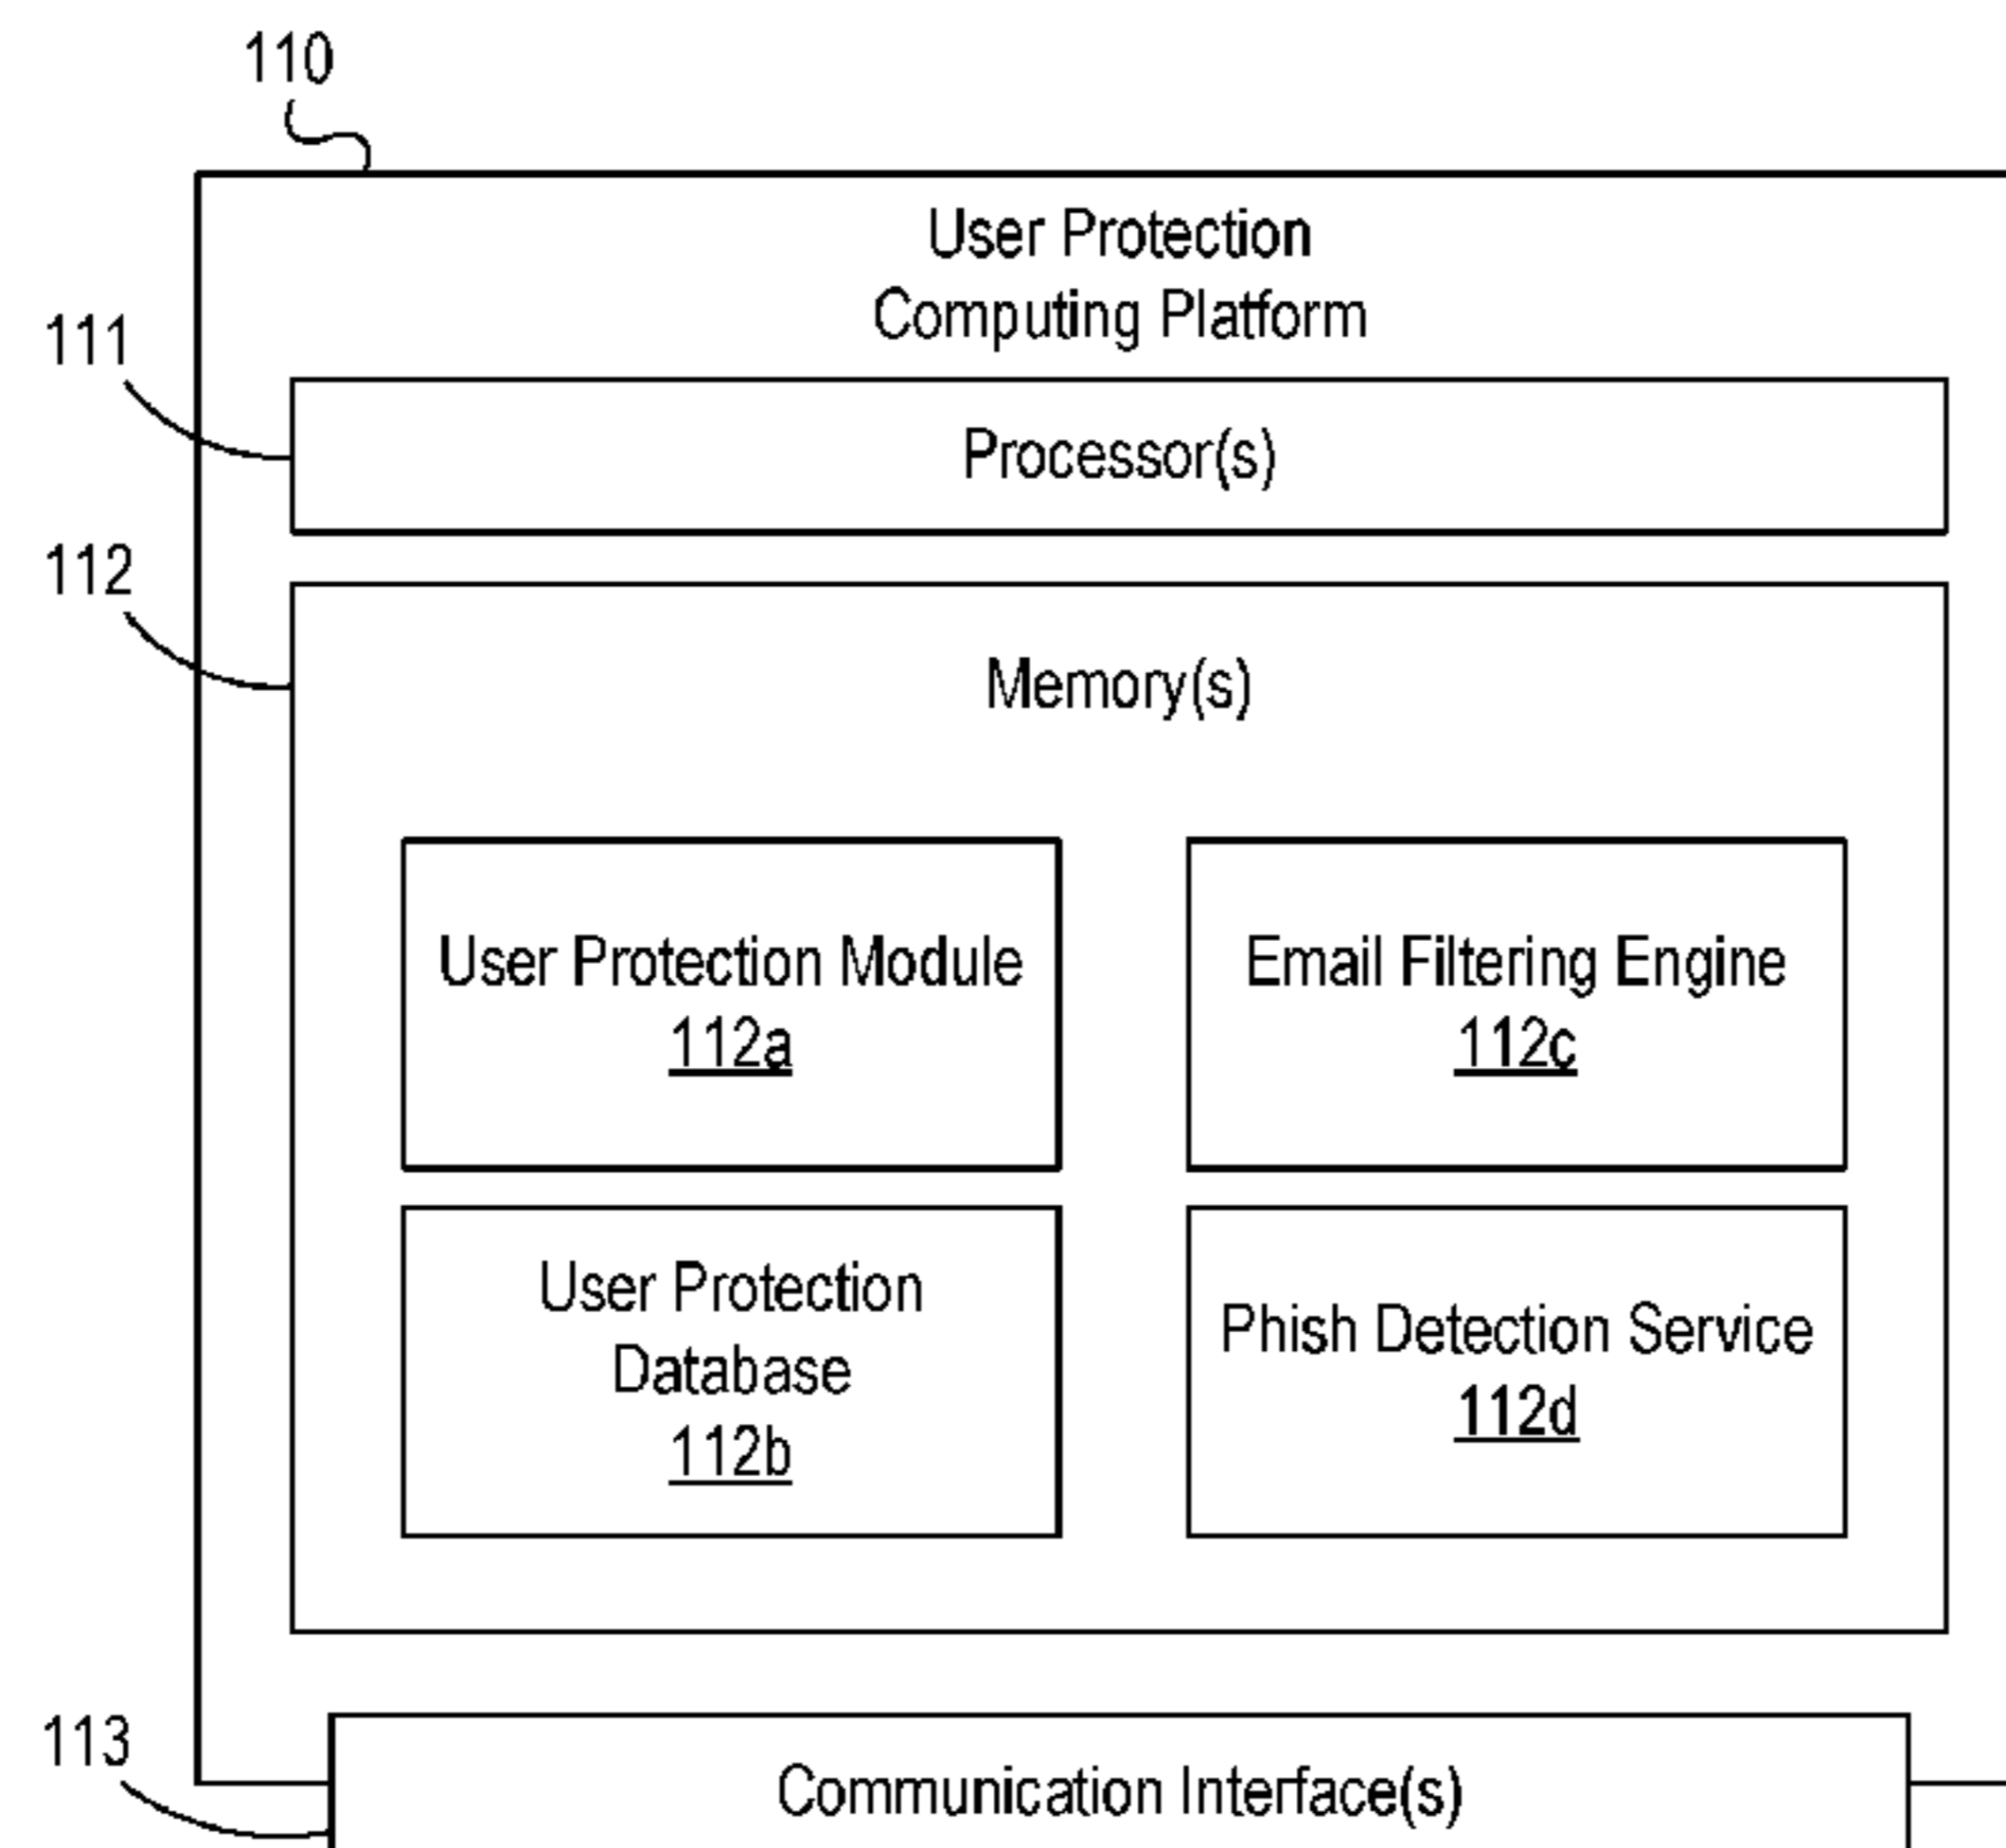 110
User Protection
Computing Platform
111
Processor(s)
112
Memory(s)
User Protection Module
112a
Email Filtering Engine
112c
User Protection
Database
112b
Phish Detection Service
112d
113
Communication Interface(s)